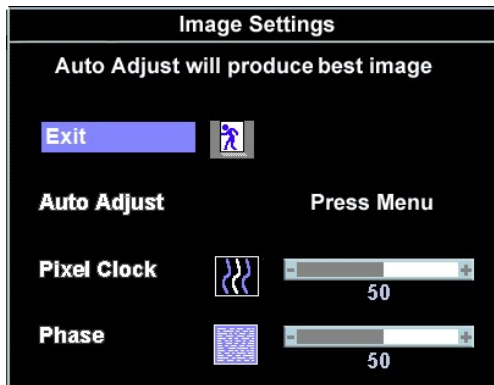 Image Settings
Auto Adjust will produce best image
Exit
Auto Adjust Press Menu
Pixel Clock - +
50
Phase - +
50